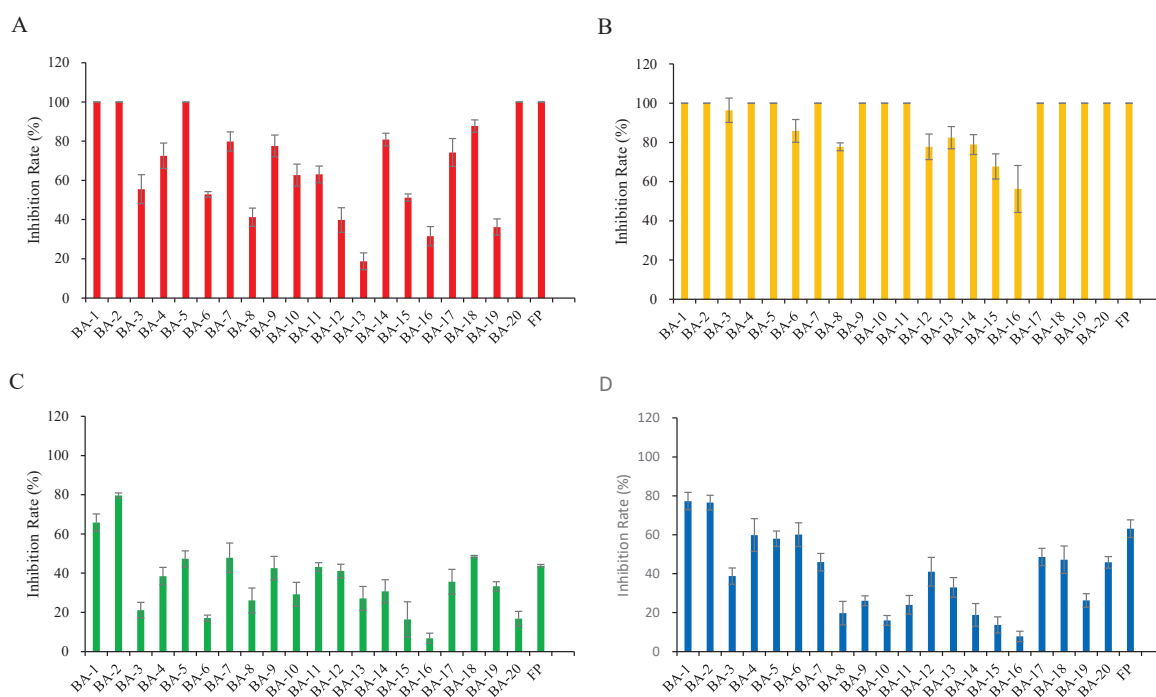 A
Inhibition Rate (%)
120
100
80
60
40
20
0
BA-1
BA-2
BA-3
BA-4
BA-5
BA-6
BA-7
BA-8
BA-9
BA-10
BA-11
BA-12
BA-13
BA-14
BA-15
BA-16
BA-17
BA-18
BA-19
BA-20
FP
B
Inhibition Rate (%)
120
100
80
60
40
20
0
BA-1
BA-2
BA-3
BA-4
BA-5
BA-6
BA-7
BA-8
BA-9
BA-10
BA-11
BA-12
BA-13
BA-14
BA-15
BA-16
BA-17
BA-18
BA-19
BA-20
FP
C
Inhibition Rate (%)
120
100
80
60
40
20
0
BA-1
BA-2
BA-3
BA-4
BA-5
BA-6
BA-7
BA-8
BA-9
BA-10
BA-11
BA-12
BA-13
BA-14
BA-15
BA-16
BA-17
BA-18
BA-19
BA-20
FP
D
Inhibition Rate (%)
120
100
80
60
40
20
0
BA-1
BA-2
BA-3
BA-4
BA-5
BA-6
BA-7
BA-8
BA-9
BA-10
BA-11
BA-12
BA-13
BA-14
BA-15
BA-16
BA-17
BA-18
BA-19
BA-20
FP